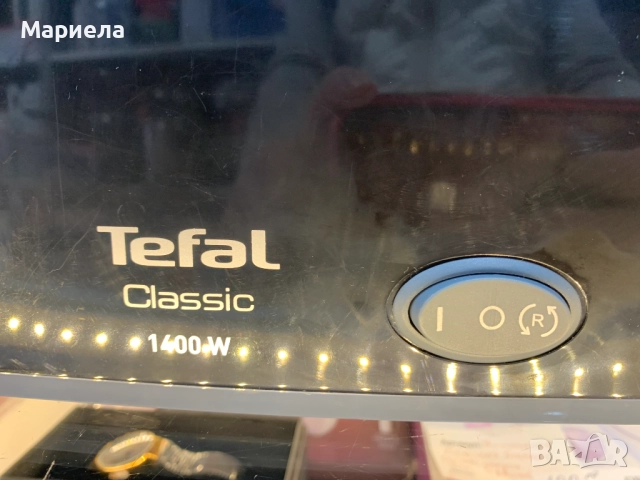 Мариела
Tefal
Classic
1400 W
I O R
BAZAR